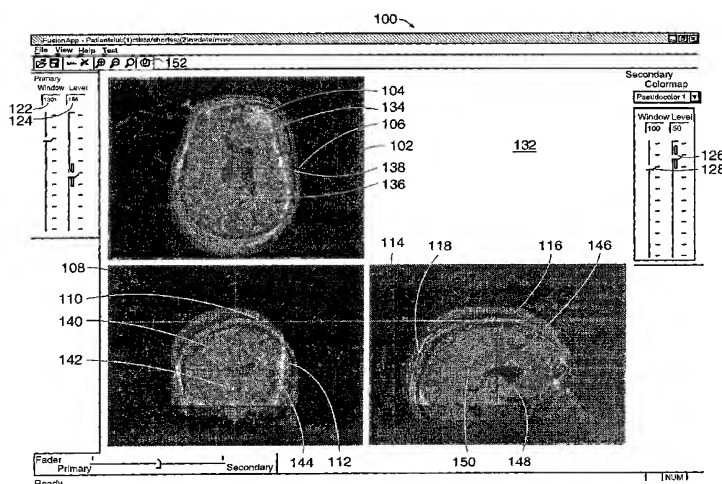 100
FusionApp - Patientslut(1)
File View Help Test
152
Primary
Window Level
122
124
104
134
106
102
138
136
132
Secondary
Colormap
Pseudocolor 1
Window Level
100 50
126
128
108
110
140
142
114
118
116
146
144
112
150
148
Fader
Primary
Secondary
Ready
NUM